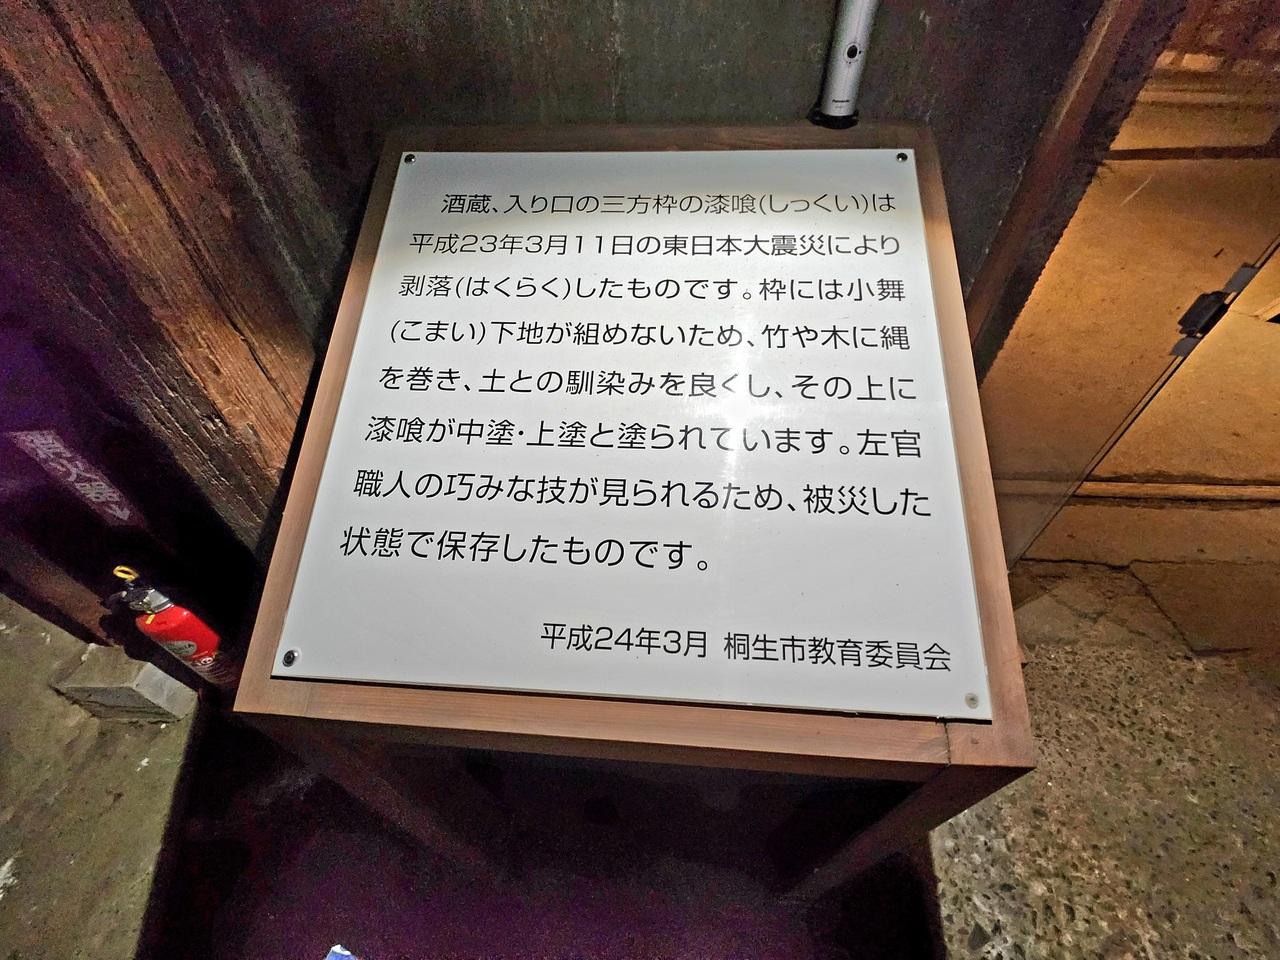 酒蔵、入り口の三方枠の漆喰(しっくい)は
平成23年3月11日の東日本大震災により
剥落(はくらく)したものです。枠には小舞
(こまい)下地が組めないため、竹や木に縄
を巻き、土との馴染みを良くし、その上に
漆喰が中塗・上塗と塗られています。左官
職人の巧みな技が見られるため、被災した
状態で保存したものです。
平成24年3月 桐生市教育委員会
Panasonic